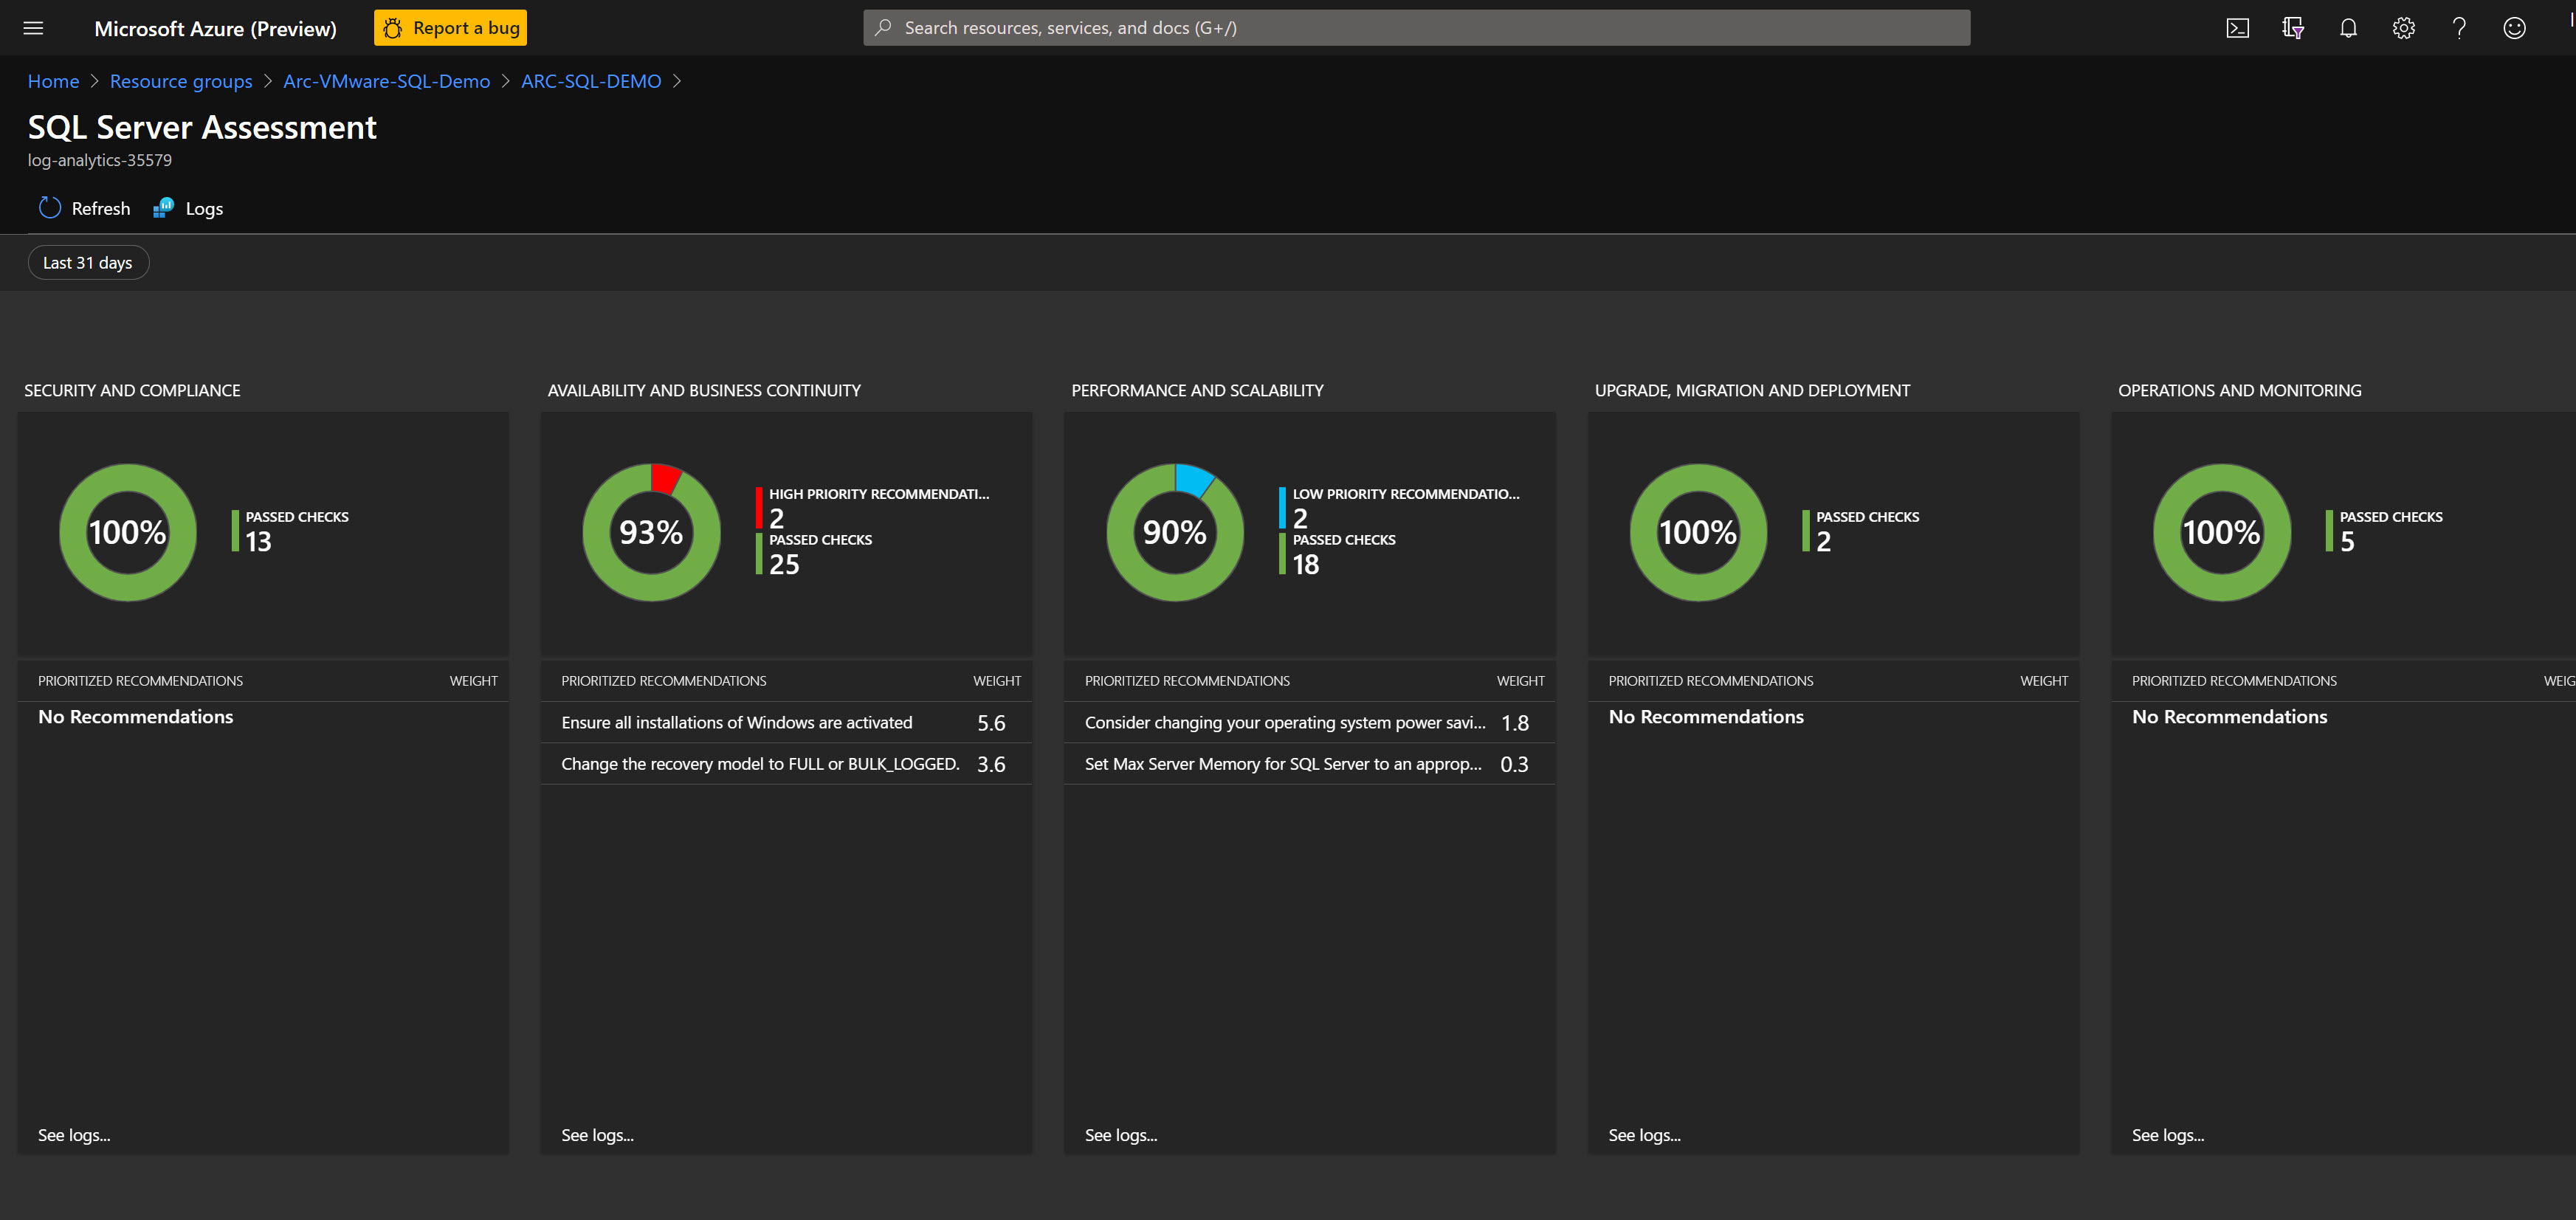 Microsoft Azure (Preview)
Report a bug
Search resources, services, and docs (G+/)
Home > Resource groups > Arc-VMware-SQL-Demo > ARC-SQL-DEMO >
SQL Server Assessment
log-analytics-35579
Refresh
Logs
Last 31 days
SECURITY AND COMPLIANCE
100%
PASSED CHECKS
13
PRIORITIZED RECOMMENDATIONS WEIGHT
No Recommendations
See logs...
AVAILABILITY AND BUSINESS CONTINUITY
93%
HIGH PRIORITY RECOMMENDATI...
2
PASSED CHECKS
25
PRIORITIZED RECOMMENDATIONS WEIGHT
Ensure all installations of Windows are activated 5.6
Change the recovery model to FULL or BULK_LOGGED. 3.6
See logs...
PERFORMANCE AND SCALABILITY
90%
LOW PRIORITY RECOMMENDATIO...
2
PASSED CHECKS
18
PRIORITIZED RECOMMENDATIONS WEIGHT
Consider changing your operating system power savi... 1.8
Set Max Server Memory for SQL Server to an approp... 0.3
See logs...
UPGRADE, MIGRATION AND DEPLOYMENT
100%
PASSED CHECKS
2
PRIORITIZED RECOMMENDATIONS WEIGHT
No Recommendations
See logs...
OPERATIONS AND MONITORING
100%
PASSED CHECKS
5
PRIORITIZED RECOMMENDATIONS WEIG
No Recommendations
See logs...